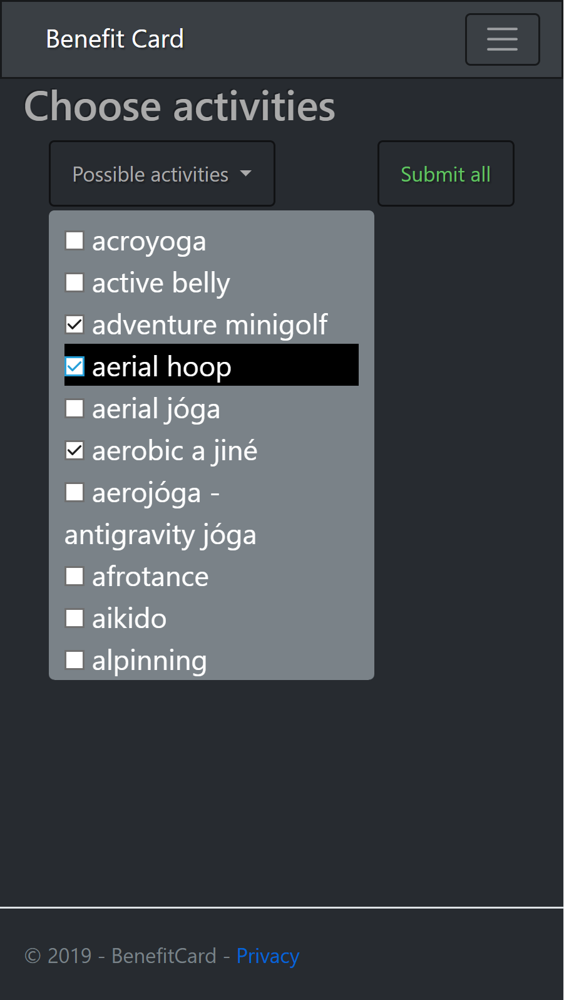 Benefit Card
Choose activities
Possible activities
Submit all
acroyoga
active belly
adventure minigolf
aerial hoop
aerial jóga
aerobic a jiné
aerojóga -
antigravity jóga
afrotance
aikido
alpinning
© 2019 - BenefitCard - Privacy